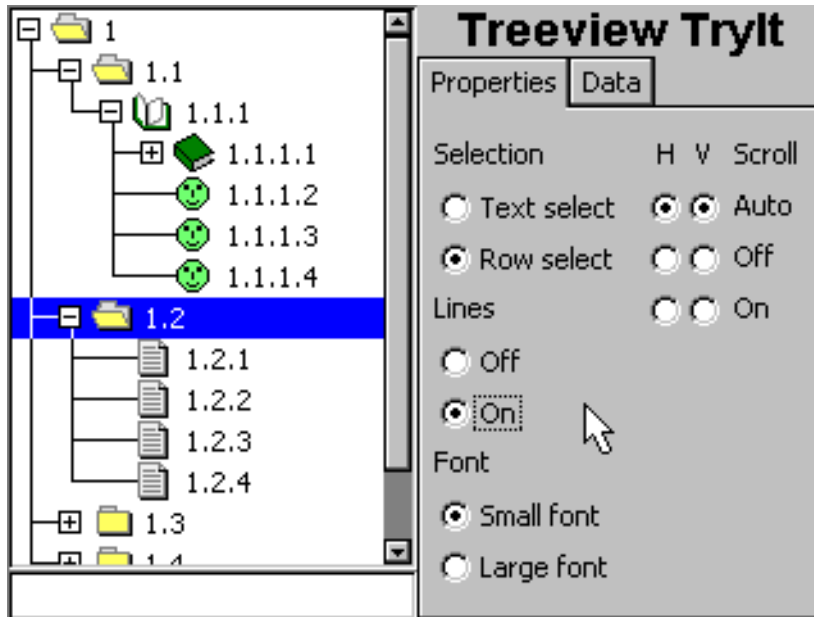 1
1.1
1.1.1
1.1.1.1
1.1.1.2
1.1.1.3
1.1.1.4
1.2
1.2.1
1.2.2
1.2.3
1.2.4
1.3
1.4
Treeview TryIt
Properties Data
Selection H V Scroll
Text select Auto
Row select Off
Lines On
Off
On
Font
Small font
Large font